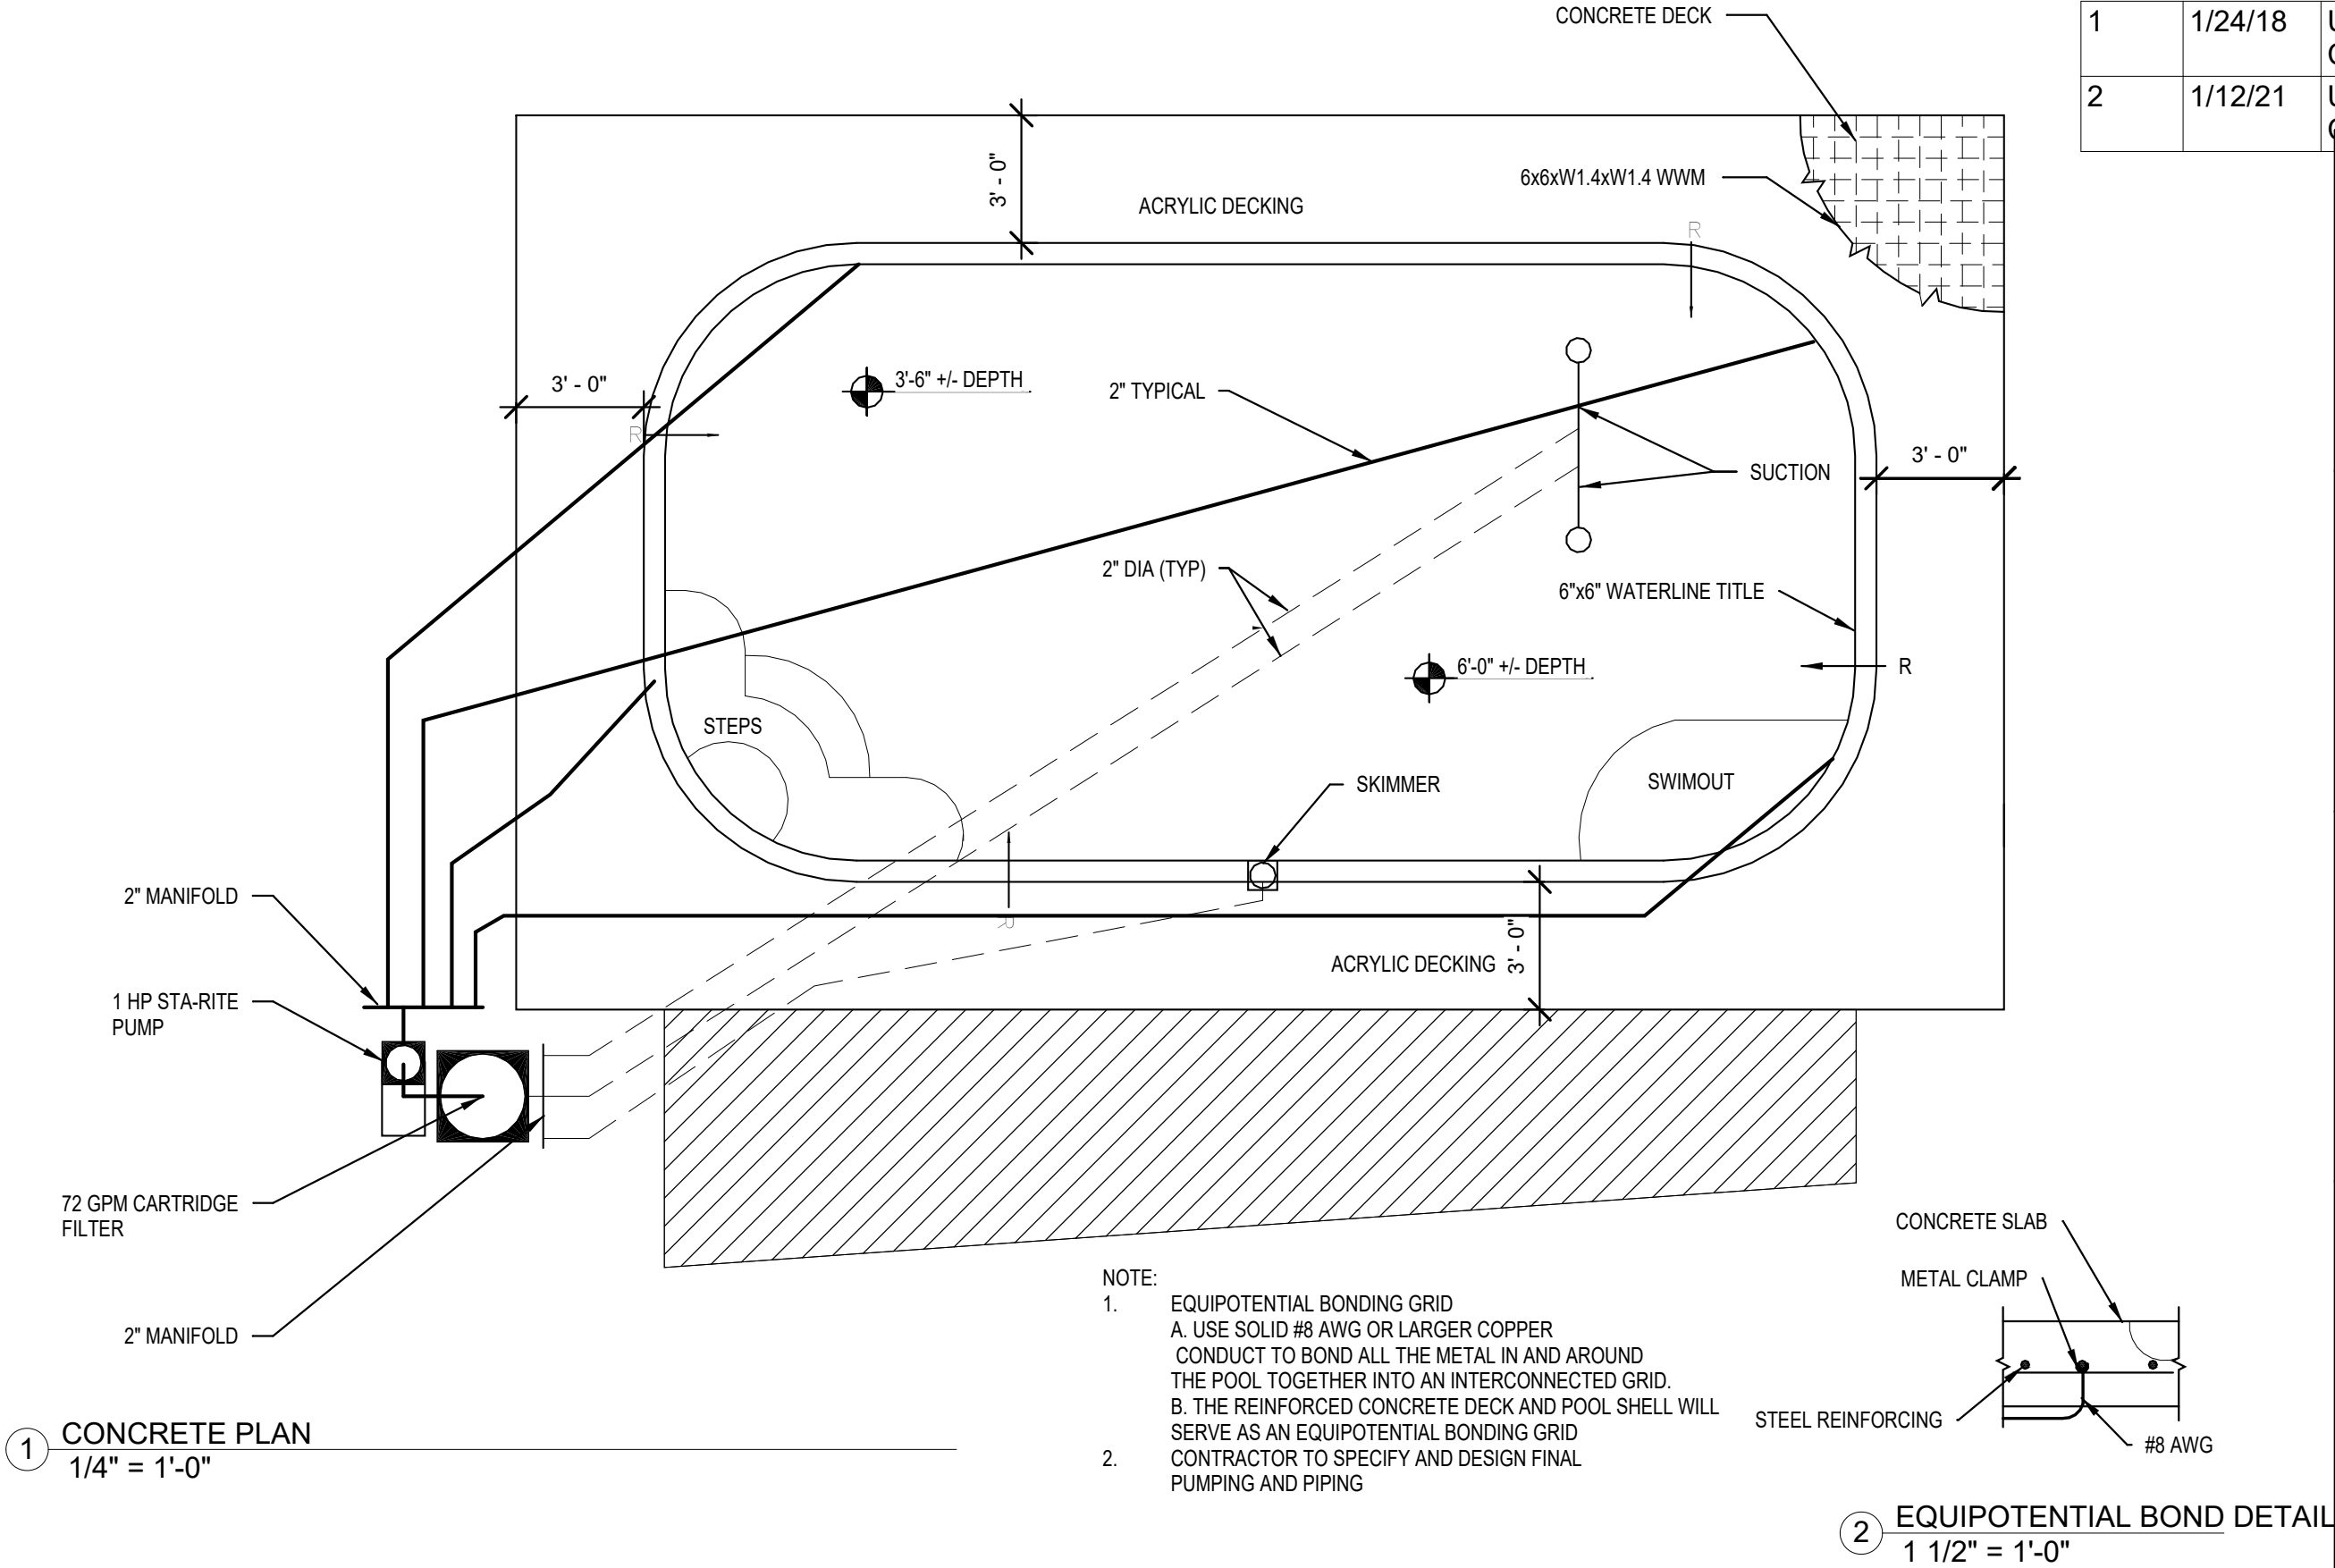 CONCRETE DECK
1 1/24/18
2 1/12/21
3' - 0"
6x6xW1.4xW1.4 WWM
ACRYLIC DECKING
R
3' - 0"
3'-6" +/- DEPTH
2" TYPICAL
R
3' - 0"
SUCTION
2" DIA (TYP)
6"x6" WATERLINE TITLE
6'-0" +/- DEPTH
R
STEPS
SKIMMER
SWIMOUT
2" MANIFOLD
R
3' - 0"
ACRYLIC DECKING
1 HP STA-RITE
PUMP
72 GPM CARTRIDGE
FILTER
2" MANIFOLD
CONCRETE SLAB
METAL CLAMP
STEEL REINFORCING
#8 AWG
NOTE:
1. EQUIPOTENTIAL BONDING GRID
A. USE SOLID #8 AWG OR LARGER COPPER
CONDUCT TO BOND ALL THE METAL IN AND AROUND
THE POOL TOGETHER INTO AN INTERCONNECTED GRID.
B. THE REINFORCED CONCRETE DECK AND POOL SHELL WILL
SERVE AS AN EQUIPOTENTIAL BONDING GRID
2. CONTRACTOR TO SPECIFY AND DESIGN FINAL
PUMPING AND PIPING
1 CONCRETE PLAN
1/4" = 1'-0"
2 EQUIPOTENTIAL BOND DETAIL
1 1/2" = 1'-0"